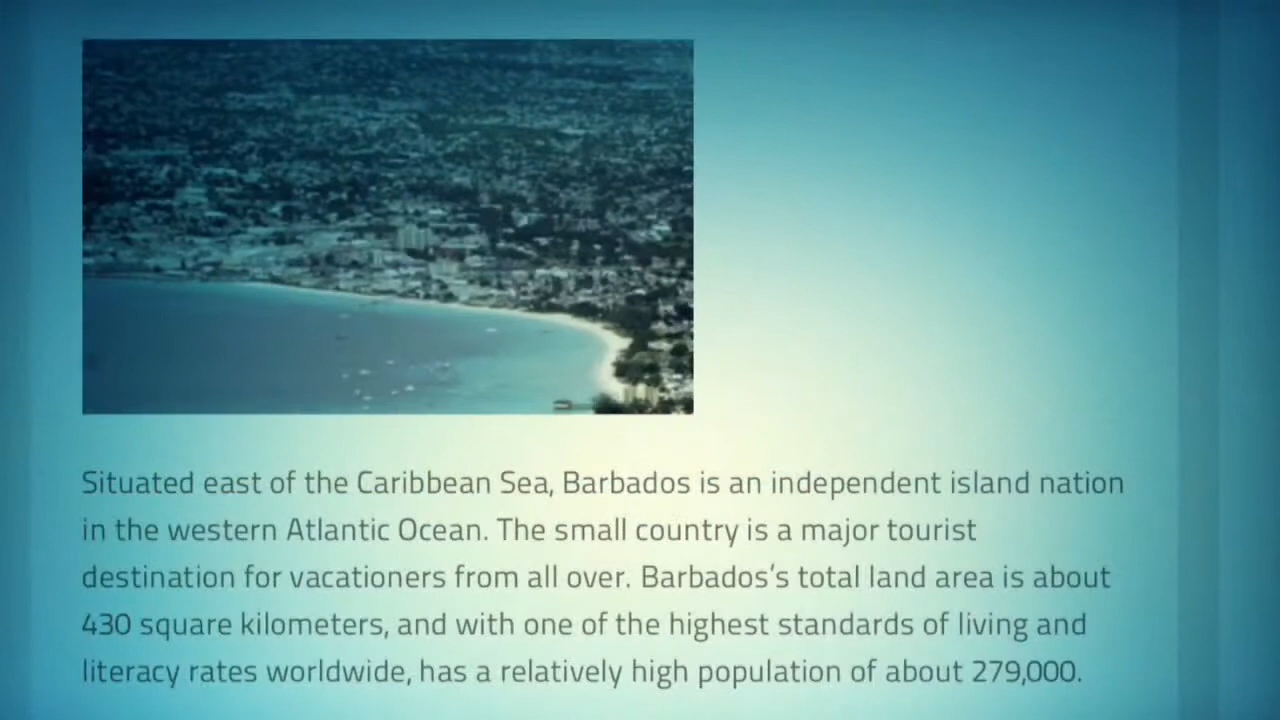 Situated east of the Caribbean Sea, Barbados is an independent island nation
in the western Atlantic Ocean. The small country is a major tourist
destination for vacationers from all over. Barbados's total land area is about
430 square kilometers, and with one of the highest standards of living and
literacy rates worldwide, has a relatively high population of about 279,000.